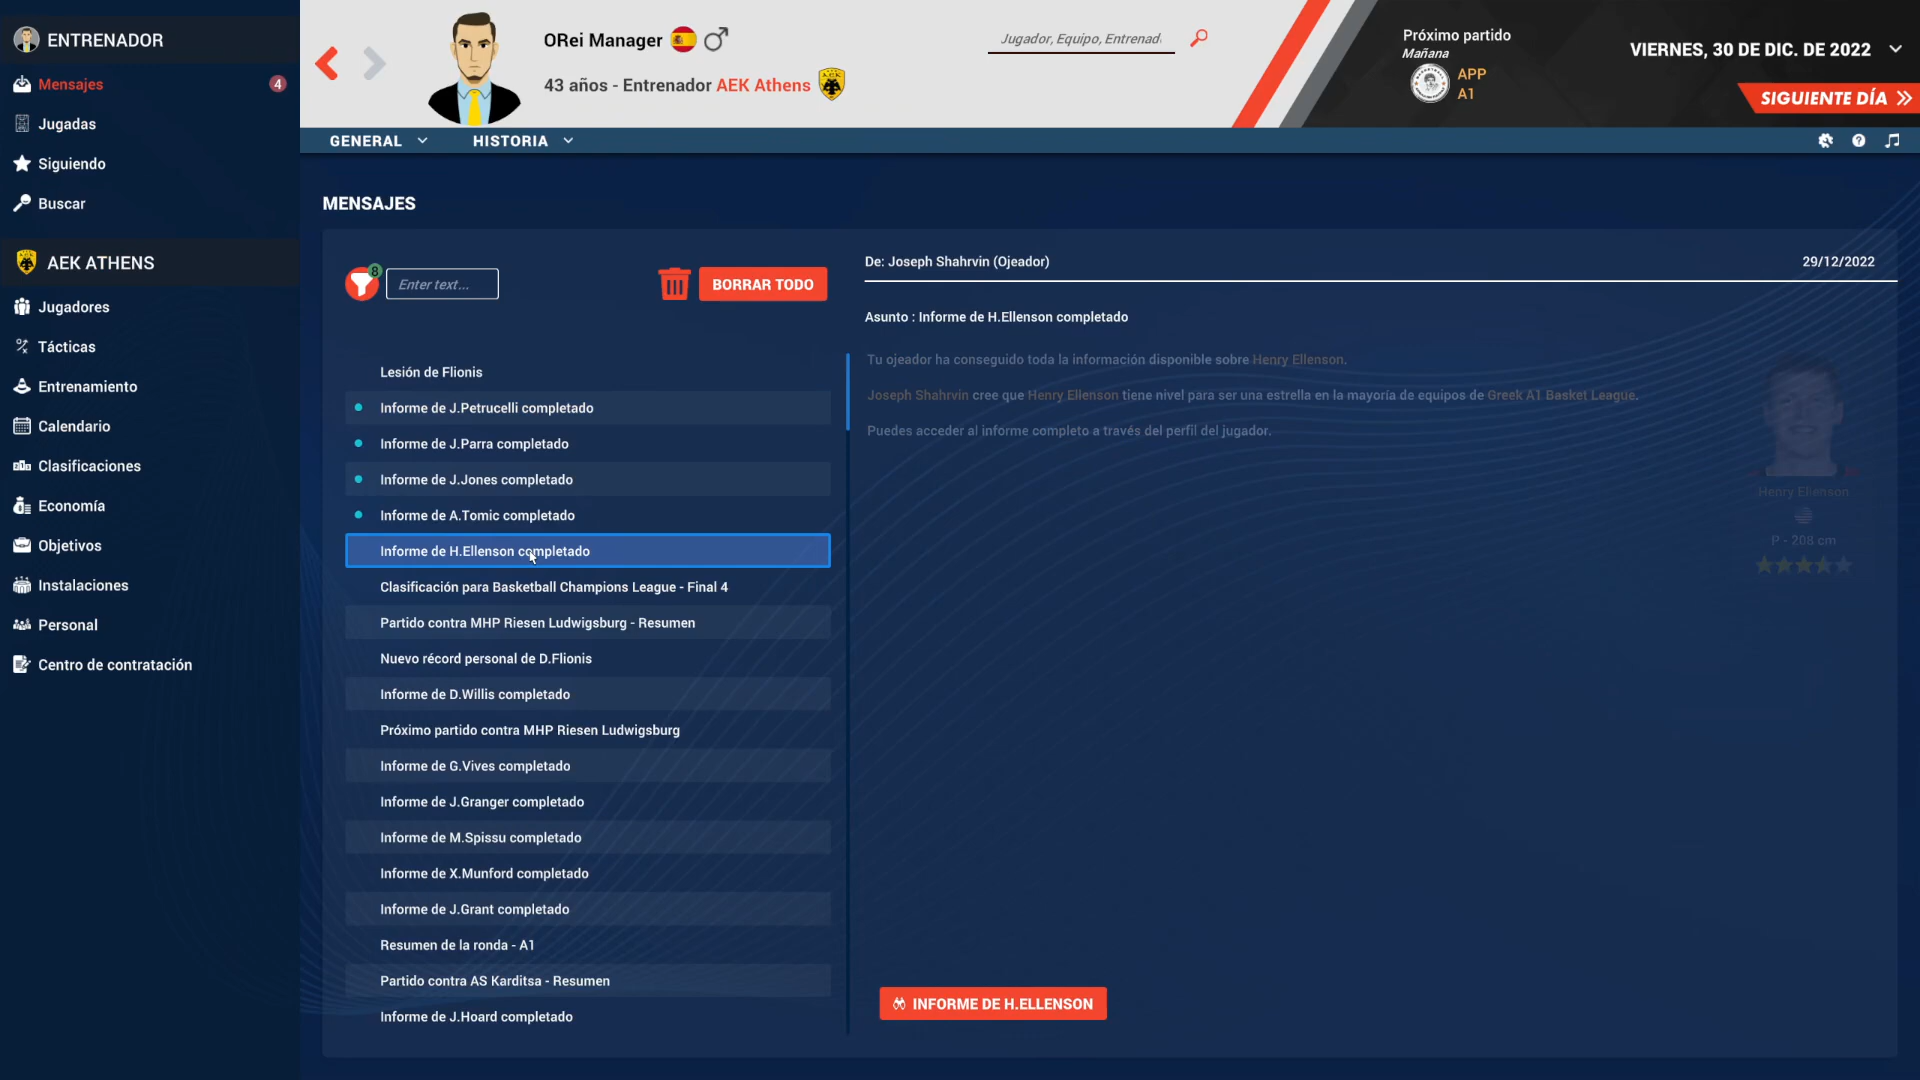 ENTRENADOR
Mensajes
4
Jugadas
Siguiendo
Buscar
AEK ATHENS
Jugadores
Tácticas
Entrenamiento
Calendario
Clasificaciones
Economía
Objetivos
Instalaciones
Personal
Centro de contratación
ORei Manager
43 años - Entrenador AEK Athens
Jugador, Equipo, Entrenad.
Próximo partido
Mañana
APP
A1
VIERNES, 30 DE DIC. DE 2022
SIGUIENTE DÍA
GENERAL
HISTORIA
MENSAJES
8
Enter text...
BORRAR TODO
Lesión de Flionis
Informe de J.Petrucelli completado
Informe de J.Parra completado
Informe de J.Jones completado
Informe de A.Tomic completado
Informe de H.Ellenson completado
Clasificación para Basketball Champions League - Final 4
Partido contra MHP Riesen Ludwigsburg - Resumen
Nuevo récord personal de D.Flionis
Informe de D.Willis completado
Próximo partido contra MHP Riesen Ludwigsburg
Informe de G.Vives completado
Informe de J.Granger completado
Informe de M.Spissu completado
Informe de X.Munford completado
Informe de J.Grant completado
Resumen de la ronda - A1
Partido contra AS Karditsa - Resumen
Informe de J.Hoard completado
De: Joseph Shahrvin (Ojeador)
29/12/2022
Asunto : Informe de H.Ellenson completado
Tu ojeador ha conseguido toda la información disponible sobre Henry Ellenson.
Joseph Shahrvin cree que Henry Ellenson tiene nivel para ser una estrella en la mayoría de equipos de Greek A1 Basket League.
Puedes acceder al informe completo a través del perfil del jugador.
Henry Ellenson
P - 208 cm
INFORME DE H.ELLENSON